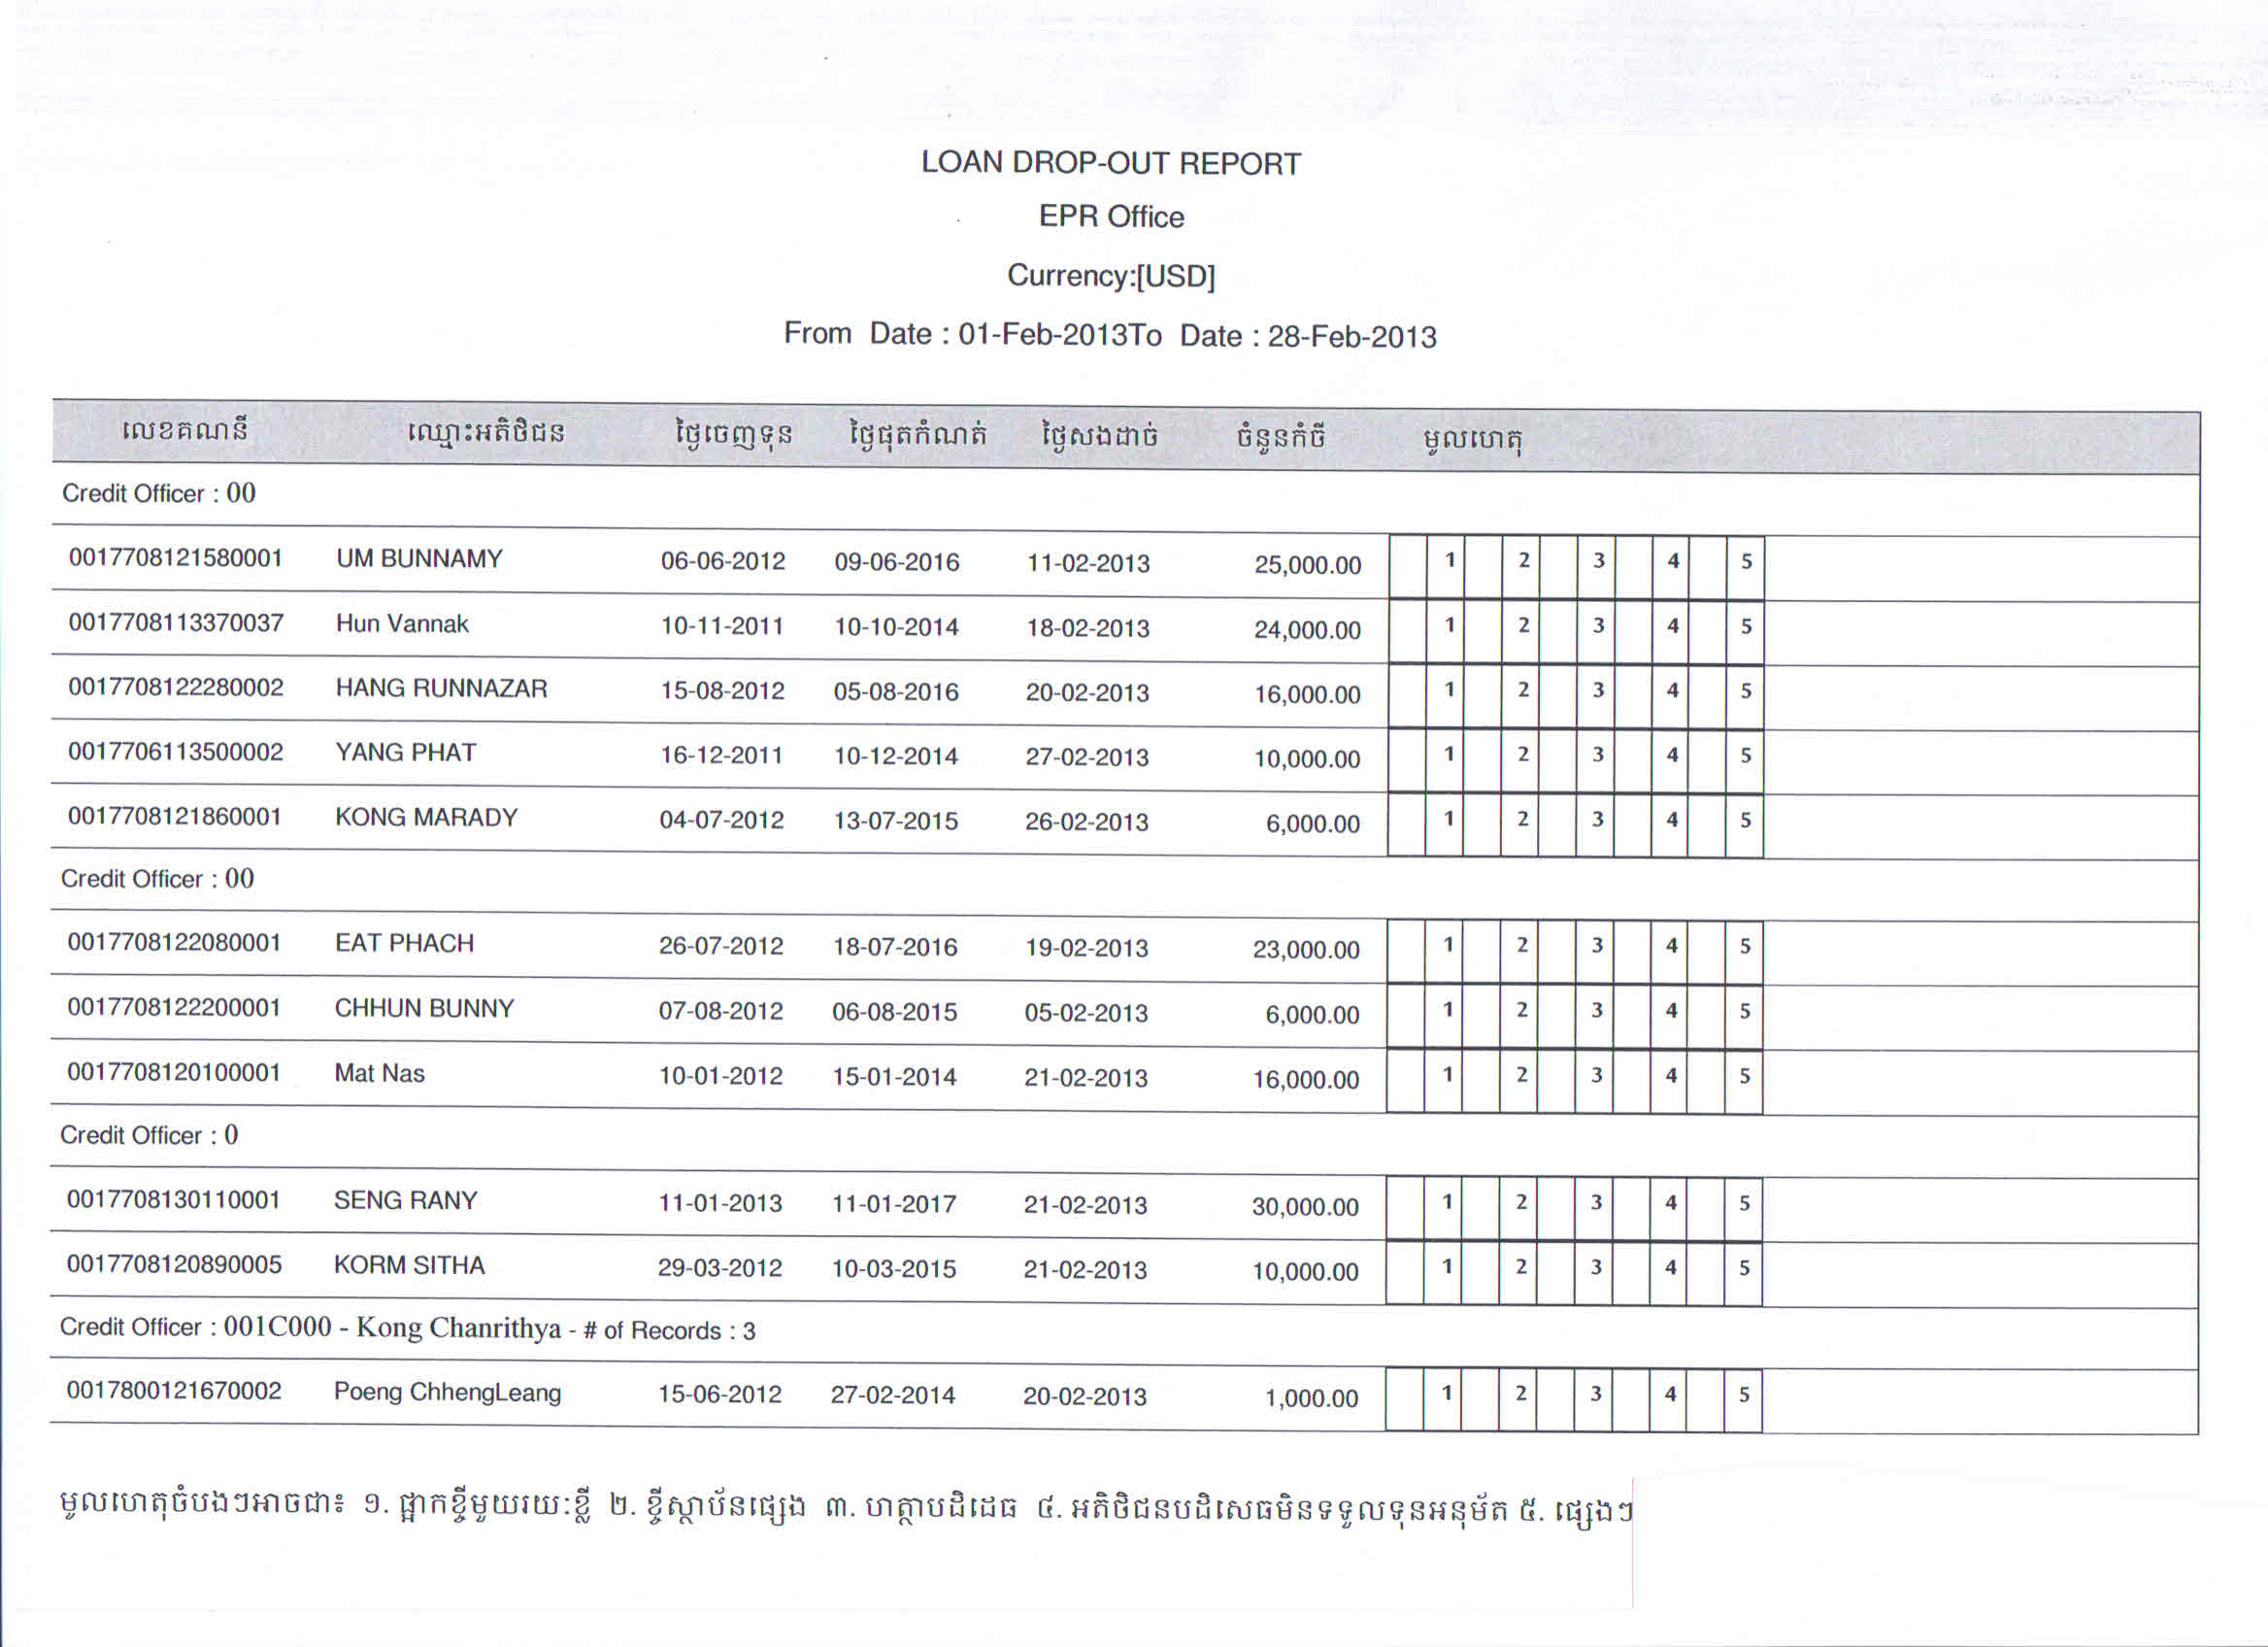 LOAN DROP-OUT REPORT
EPR Office
Currency:[USD]
From Date : 01-Feb-2013To Date : 28-Feb-2013
លេខគណនី ឈ្មោះអតិថិជន ថ្ងៃចេញទុន ថ្ងៃផុតកំណត់ ថ្ងៃសងដាច់ ចំនួនកំចី មូលហេតុ
Credit Officer : 00
0017708121580001 UM BUNNAMY 06-06-2012 09-06-2016 11-02-2013 25,000.00 1 2 3 4 5
0017708113370037 Hun Vannak 10-11-2011 10-10-2014 18-02-2013 24,000.00 1 2 3 4 5
0017708122280002 HANG RUNNAZAR 15-08-2012 05-08-2016 20-02-2013 16,000.00 1 2 3 4 5
0017706113500002 YANG PHAT 16-12-2011 10-12-2014 27-02-2013 10,000.00 1 2 3 4 5
0017708121860001 KONG MARADY 04-07-2012 13-07-2015 26-02-2013 6,000.00 1 2 3 4 5
Credit Officer : 00
0017708122080001 EAT PHACH 26-07-2012 18-07-2016 19-02-2013 23,000.00 1 2 3 4 5
0017708122200001 CHHUN BUNNY 07-08-2012 06-08-2015 05-02-2013 6,000.00 1 2 3 4 5
0017708120100001 Mat Nas 10-01-2012 15-01-2014 21-02-2013 16,000.00 1 2 3 4 5
Credit Officer : 0
0017708130110001 SENG RANY 11-01-2013 11-01-2017 21-02-2013 30,000.00 1 2 3 4 5
0017708120890005 KORM SITHA 29-03-2012 10-03-2015 21-02-2013 10,000.00 1 2 3 4 5
Credit Officer : 001C000 - Kong Chanrithya - # of Records : 3
0017800121670002 Poeng ChhengLeang 15-06-2012 27-02-2014 20-02-2013 1,000.00 1 2 3 4 5
មូលហេតុចំបងៗអាចជា៖ ១. ផ្អាកខ្ចីមួយរយ:ខ្លី ២. ខ្ចីស្ថាប័នផ្សេង ៣. ហត្ថាបដិដេធ ៤. អតិថិជនបដិសេធមិនទទួលទុនអនុម័ត ៥. ផ្សេងៗ